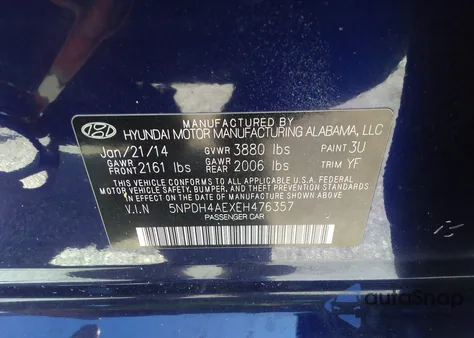 MANUFACTURED BY
HYUNDAI MOTOR MANUFACTURING ALABAMA, LLC
Jan/21/14 GVWR 3880 lbs PAINT 3U
GAWR FRONT 2161 lbs GAWR REAR 2006 lbs TRIM YF
THIS VEHICLE CONFORMS TO ALL APPLICABLE U.S.A. FEDERAL
MOTOR VEHICLE SAFETY, BUMPER, AND THEFT PREVENTION STANDARDS
IN EFFECT ON THE DATE OF MANUFACTURE SHOWN ABOVE.
V.I.N 5NPDH4AEXEH476357
PASSENGER CAR
autoSnap